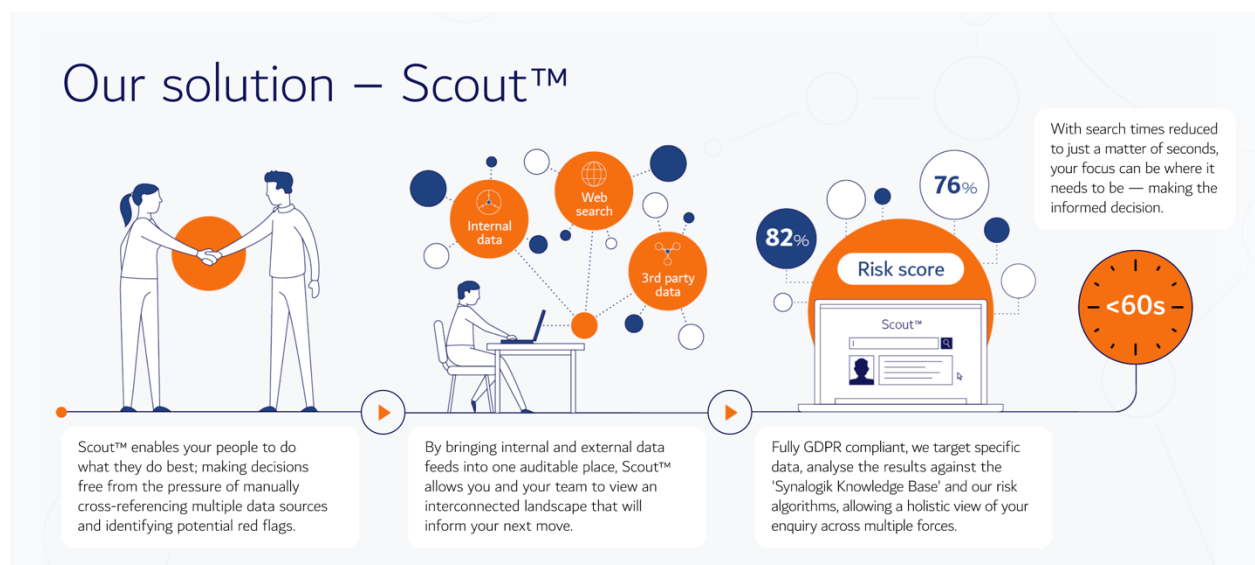 Our solution – Scout™
With search times reduced
to just a matter of seconds,
your focus can be where it
needs to be — making the
informed decision.
Internal
data
Web
search
3rd party
data
82%
76%
Risk score
Scout™
<60s
Scout™ enables your people to do
what they do best; making decisions
free from the pressure of manually
cross-referencing multiple data sources
and identifying potential red flags.
By bringing internal and external data
feeds into one auditable place, Scout™
allows you and your team to view an
interconnected landscape that will
inform your next move.
Fully GDPR compliant, we target specific
data, analyse the results against the
'Synalogik Knowledge Base' and our risk
algorithms, allowing a holistic view of your
enquiry across multiple forces.